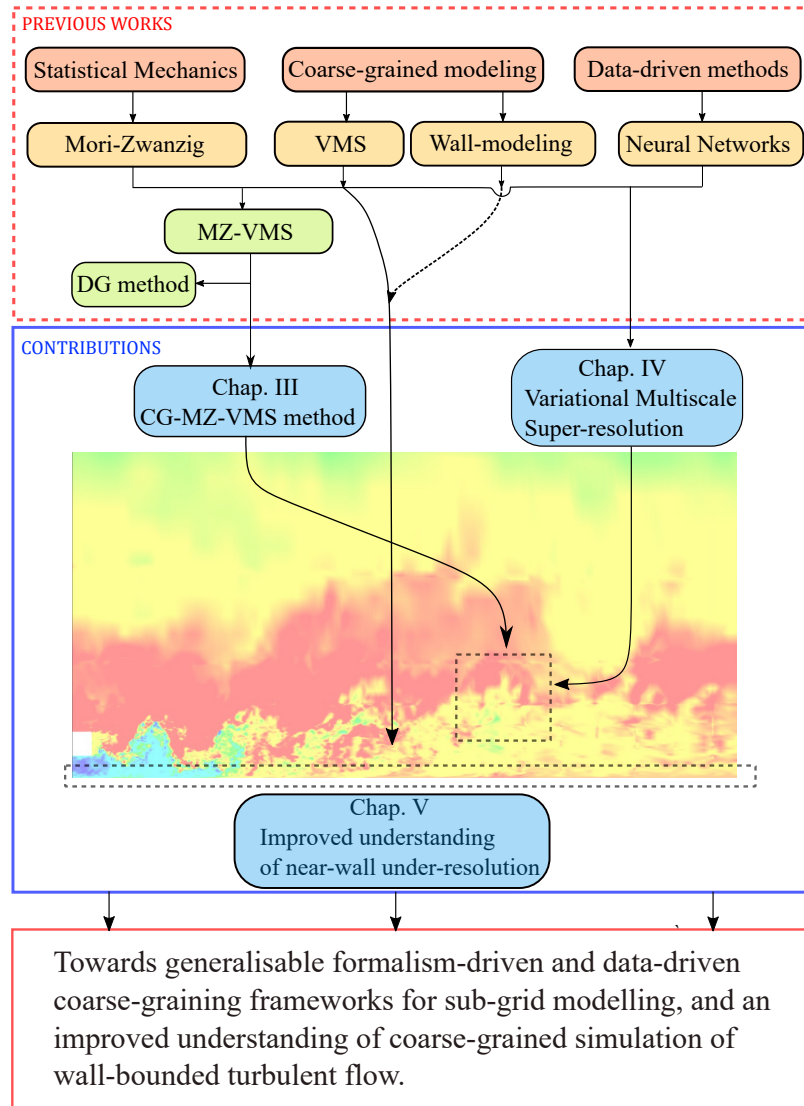 PREVIOUS WORKS
Statistical Mechanics
Coarse-grained modeling
Data-driven methods
Mori-Zwanzig
VMS
Wall-modeling
Neural Networks
MZ-VMS
DG method
CONTRIBUTIONS
Chap. III
CG-MZ-VMS method
Chap. IV
Variational Multiscale
Super-resolution
Chap. V
Improved understanding
of near-wall under-resolution
Towards generalisable formalism-driven and data-driven
coarse-graining frameworks for sub-grid modelling, and an
improved understanding of coarse-grained simulation of
wall-bounded turbulent flow.